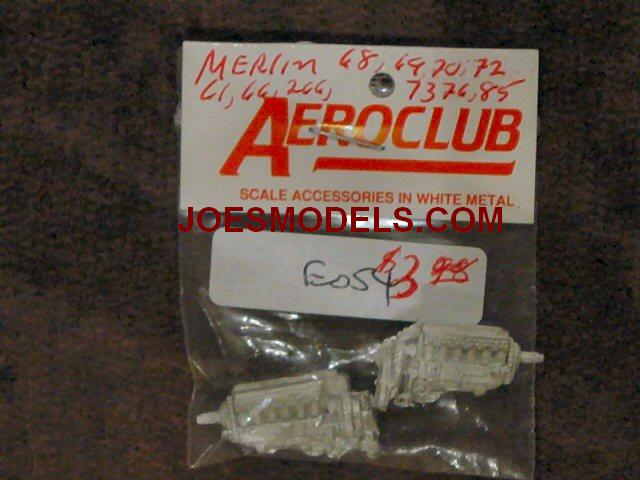 MERlin 68, 69, 70, 72
61, 64, 266, 73 76, 85
AEROCLUB
SCALE ACCESSORIES IN WHITE METAL
JOESMODELS.COM
E054 $3 98